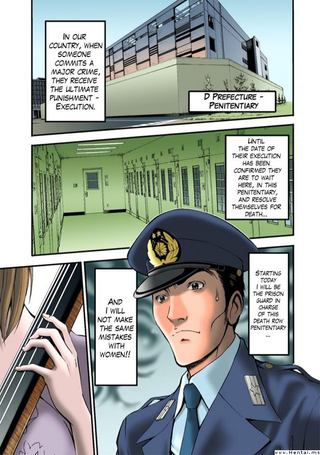 IN OUR
COUNTRY, WHEN
SOMEONE
COMMITS A
MAJOR CRIME,
THEY RECEIVE
THE ULTIMATE
PUNISHMENT -
EXECUTION.
D PREFECTURE -
PENITENTIARY
UNTIL
THE DATE OF
THEIR EXECUTION
HAS BEEN
CONFIRMED THEY
ARE TO WAIT
HERE, IN THIS
PENITENTIARY,
AND RESOLVE
THEMSELVES FOR
DEATH...
STARTING
TODAY
I WILL BE
THE PRISON
GUARD IN
CHARGE
OF THIS
DEATH ROW
PENITENTIARY
...
AND
I WILL
NOT MAKE
THE SAME
MISTAKES
WITH
WOMEN!!
www.Hentai.ms